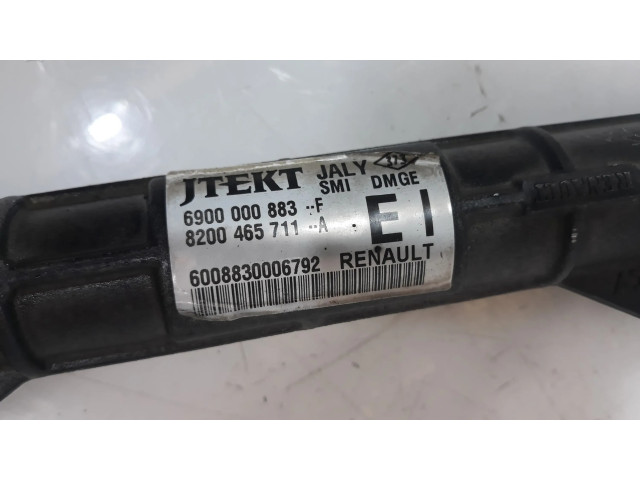 JTEKT JALY
SMI DMGE
6900 000 883 --F
8200 465 711 --A
E I
6008830006792 RENAULT